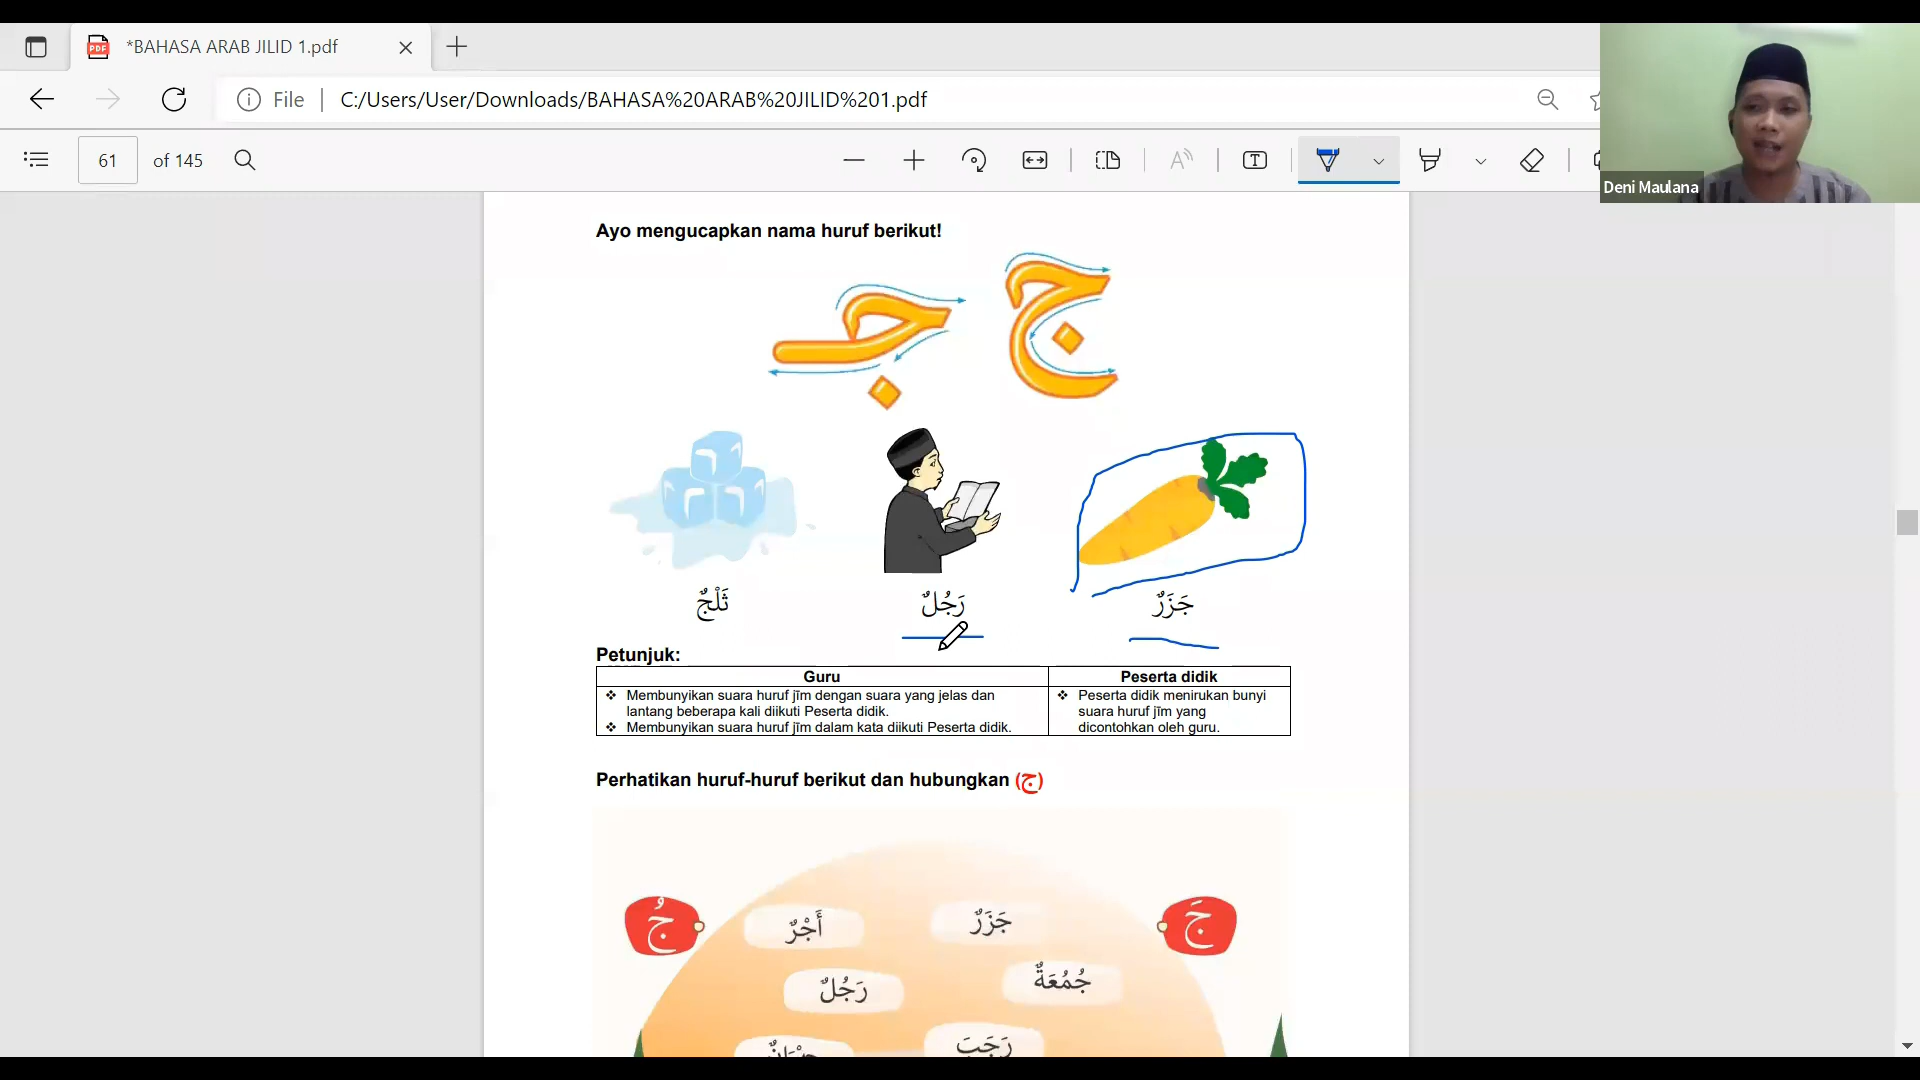 *BAHASA ARAB JILID 1.pdf
File
C:/Users/User/Downloads/BAHASA%20ARAB%20JILID%201.pdf
61 of 145
Deni Maulana
Ayo mengucapkan nama huruf berikut!
ج جـ
جَزَرٌ رَجُلٌ ثَلْجٌ
Petunjuk:
Guru
Membunyikan suara huruf jīm dengan suara yang jelas dan
lantang beberapa kali diikuti Peserta didik.
Membunyikan suara huruf jīm dalam kata diikuti Peserta didik.
Peserta didik
Peserta didik menirukan bunyi
suara huruf jīm yang
dicontohkan oleh guru.
Perhatikan huruf-huruf berikut dan hubungkan (ج)
جَ جَزَرٌ أَجْرٌ جُ
جُمُعَةٌ رَجُلٌ
رَجَبَ